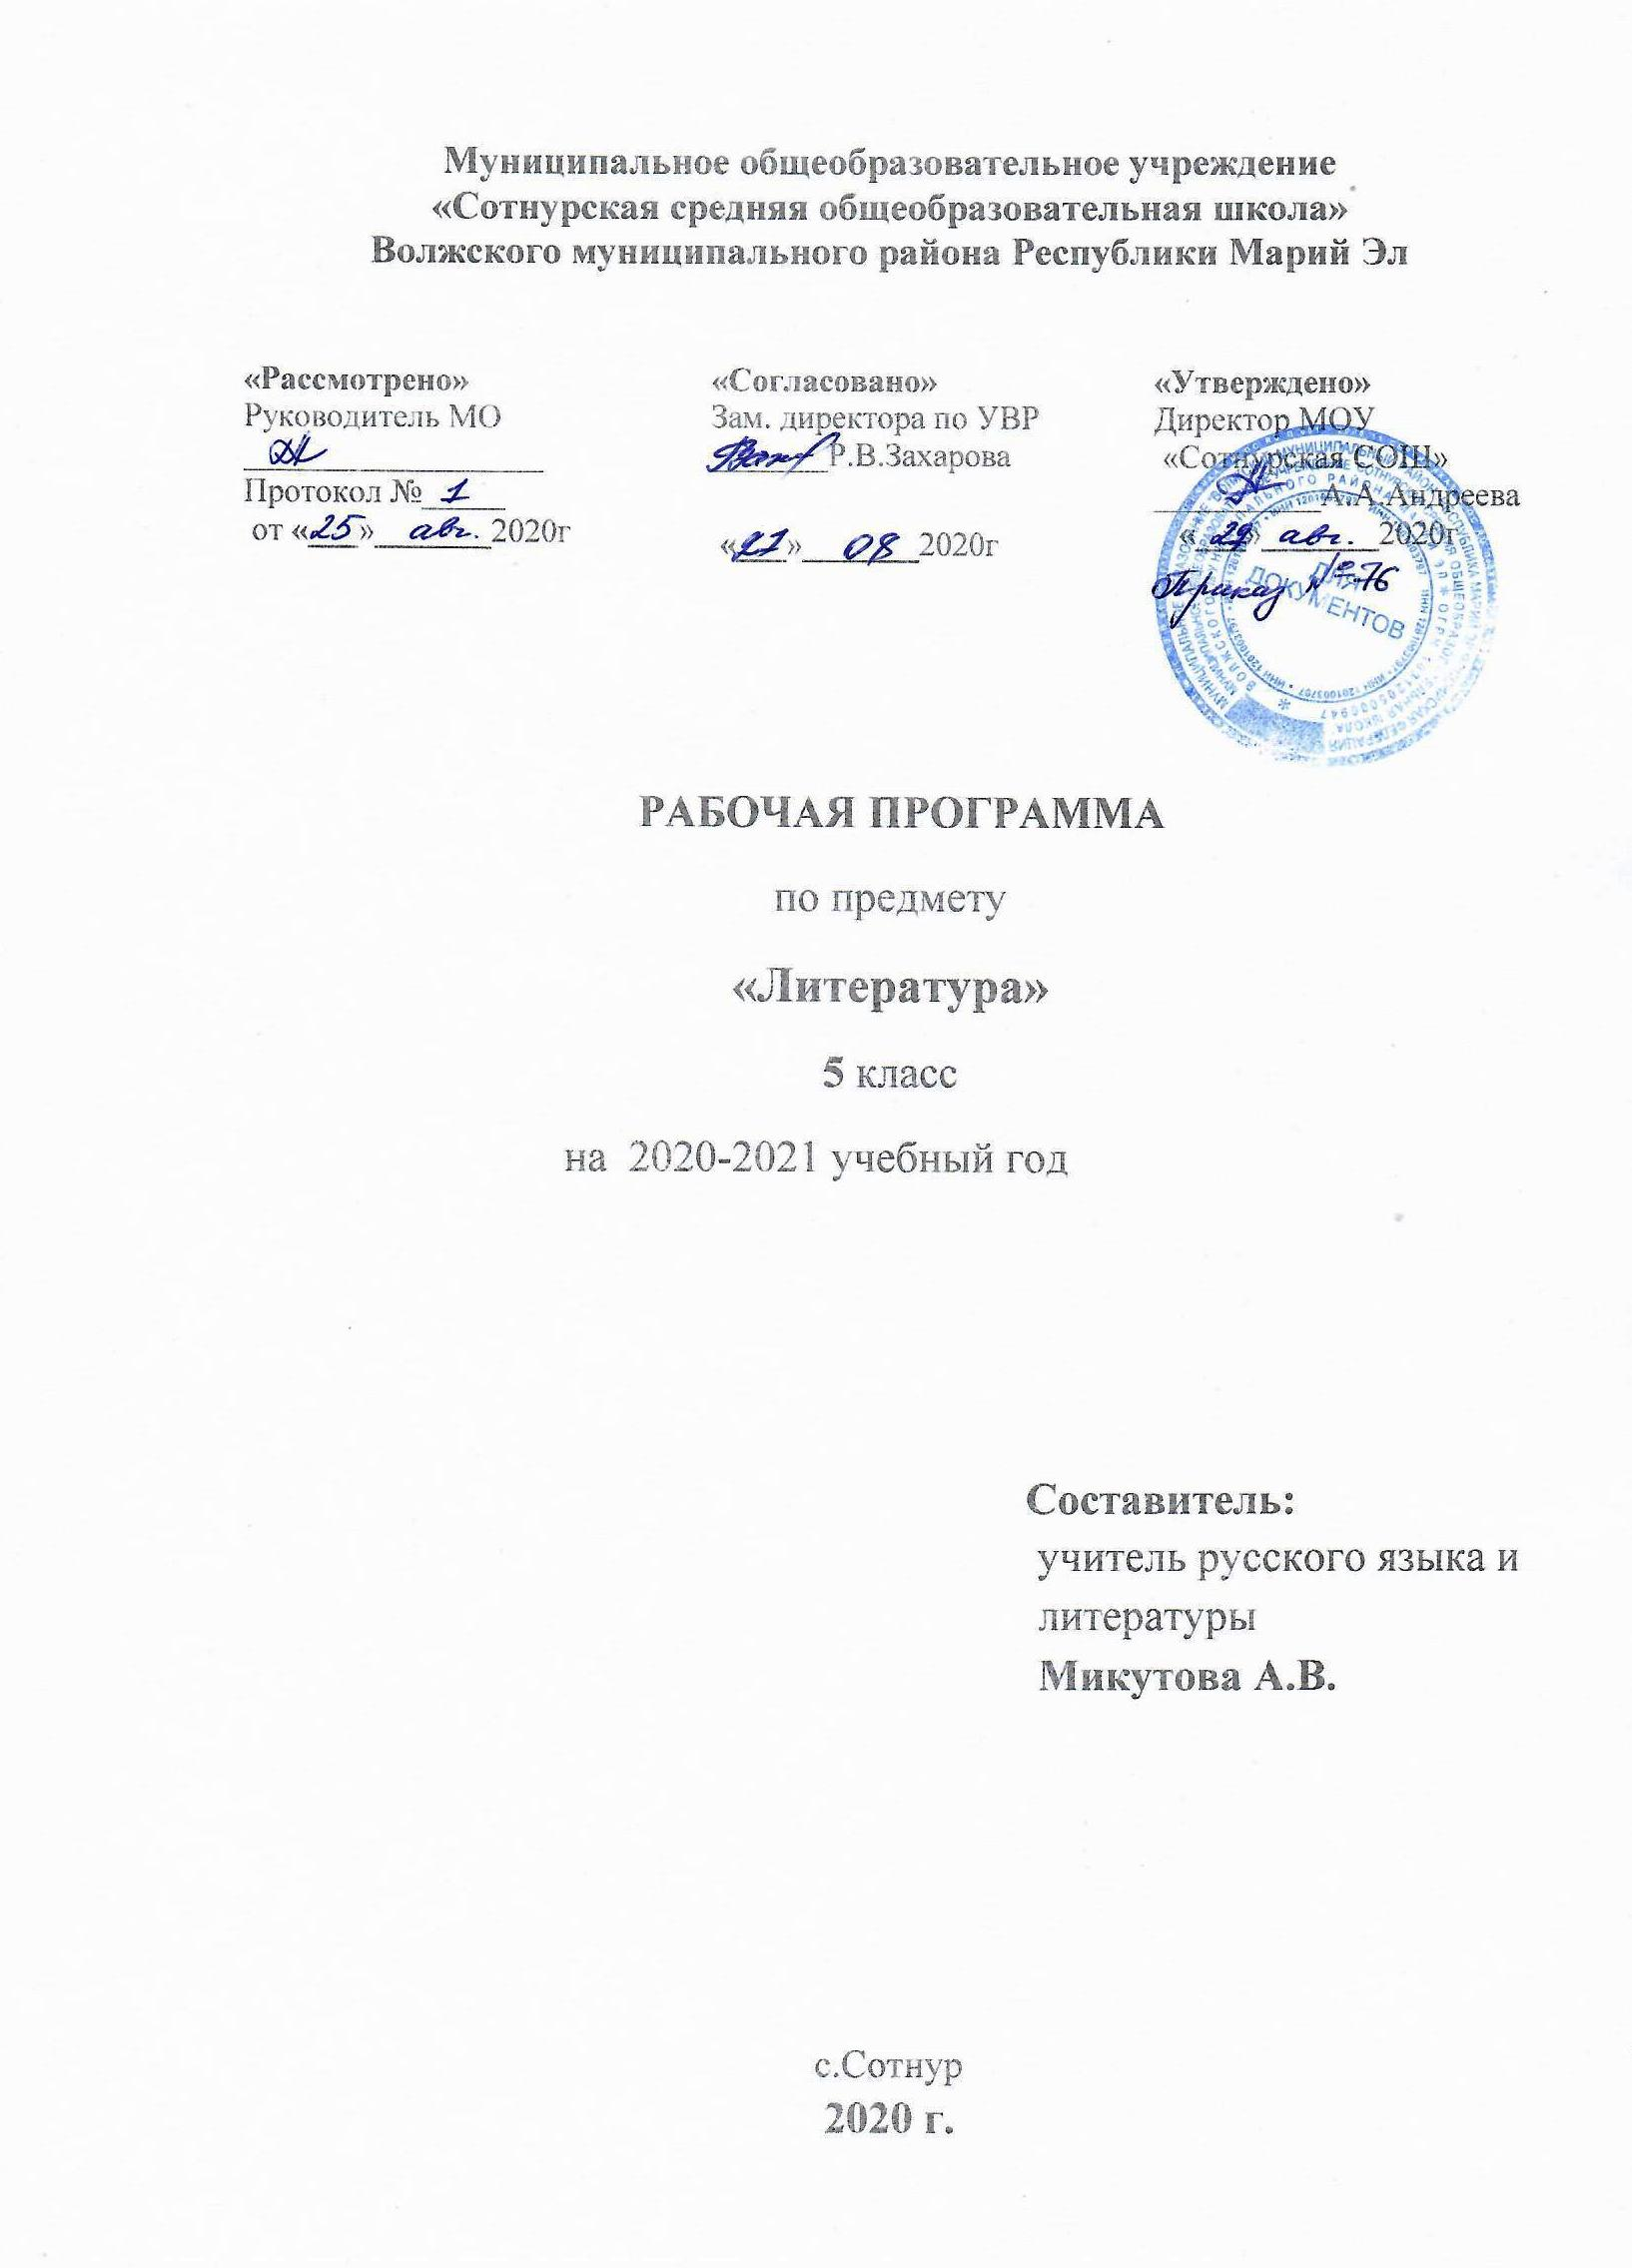 Муниципальное общеобразовательное учреждение
«Сотнурская средняя общеобразовательная школа»
Волжского муниципального района Республики Марий Эл
«Рассмотрено»
Руководитель МО
Протокол № 1
от «25» авг. 2020г
«Согласовано»
Зам. директора по УВР
Р.В.Захарова
« » 08 2020г
«Утверждено»
Директор МОУ
«Сотнурская СОШ»
А.А.Андреева
« » авг. 2020г
Приказ № 76
ДЛЯ
ДОКУМЕНТОВ
РАБОЧАЯ ПРОГРАММА
по предмету
«Литература»
5 класс
на 2020-2021 учебный год
Составитель:
учитель русского языка и
литературы
Микутова А.В.
с.Сотнур
2020 г.